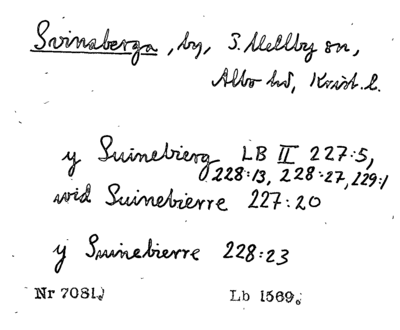 Svinaberga, by, S. Mellby sn,
Albo hd, Krist. l.
y Suinebierg LB II 227:5,
228:13, 228:27, 229:1
wid Suinebierre 227:20
y Suinebierre 228:23
Nr 7081. Lb 1569.